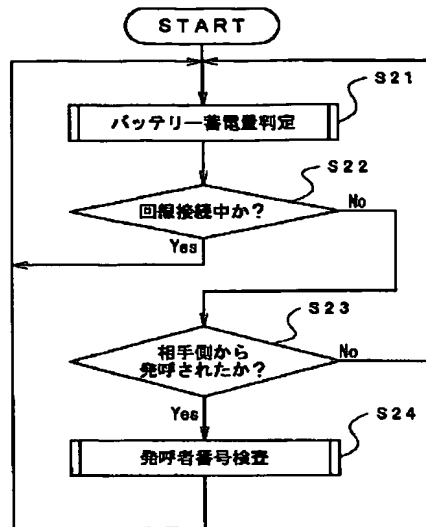 START
S21
バッテリー蓄電量判定
S22
回線接続中か?
No
Yes
S23
相手側から
発呼されたか?
No
Yes
S24
発呼者番号検査